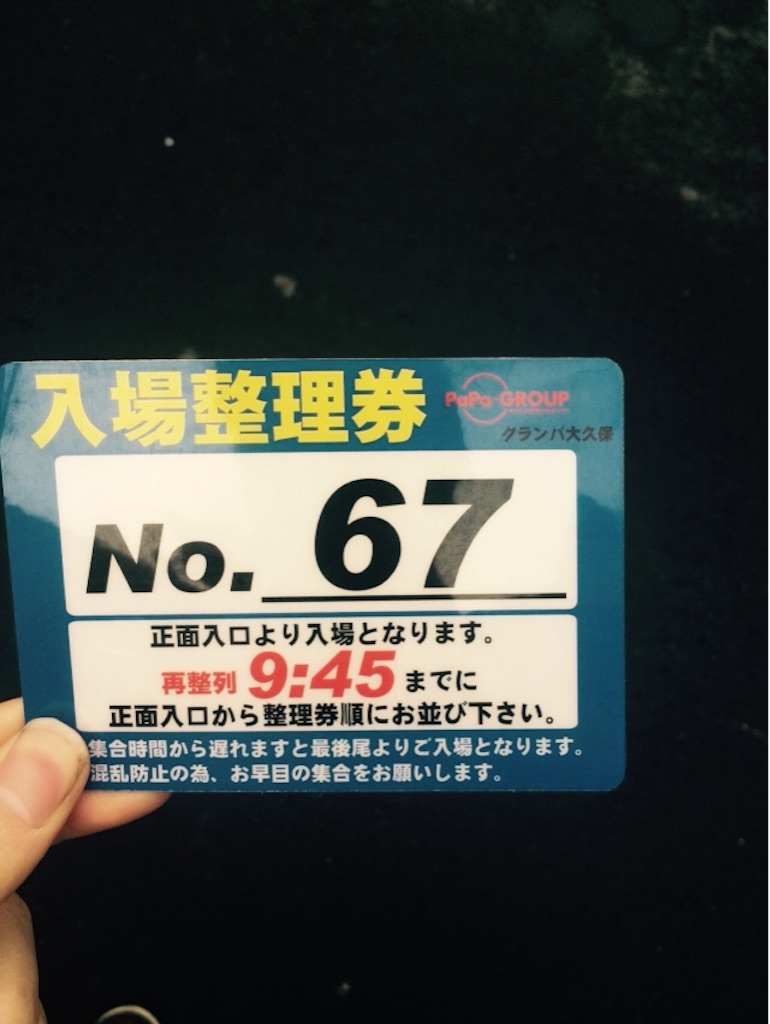 入場整理券
PaPa GROUP
グランパ大久保
No. 67
正面入口より入場となります。
再整列 9:45 までに
正面入口から整理券順にお並び下さい。
集合時間から遅れますと最後尾よりご入場となります。
混乱防止の為、お早目の集合をお願いします。